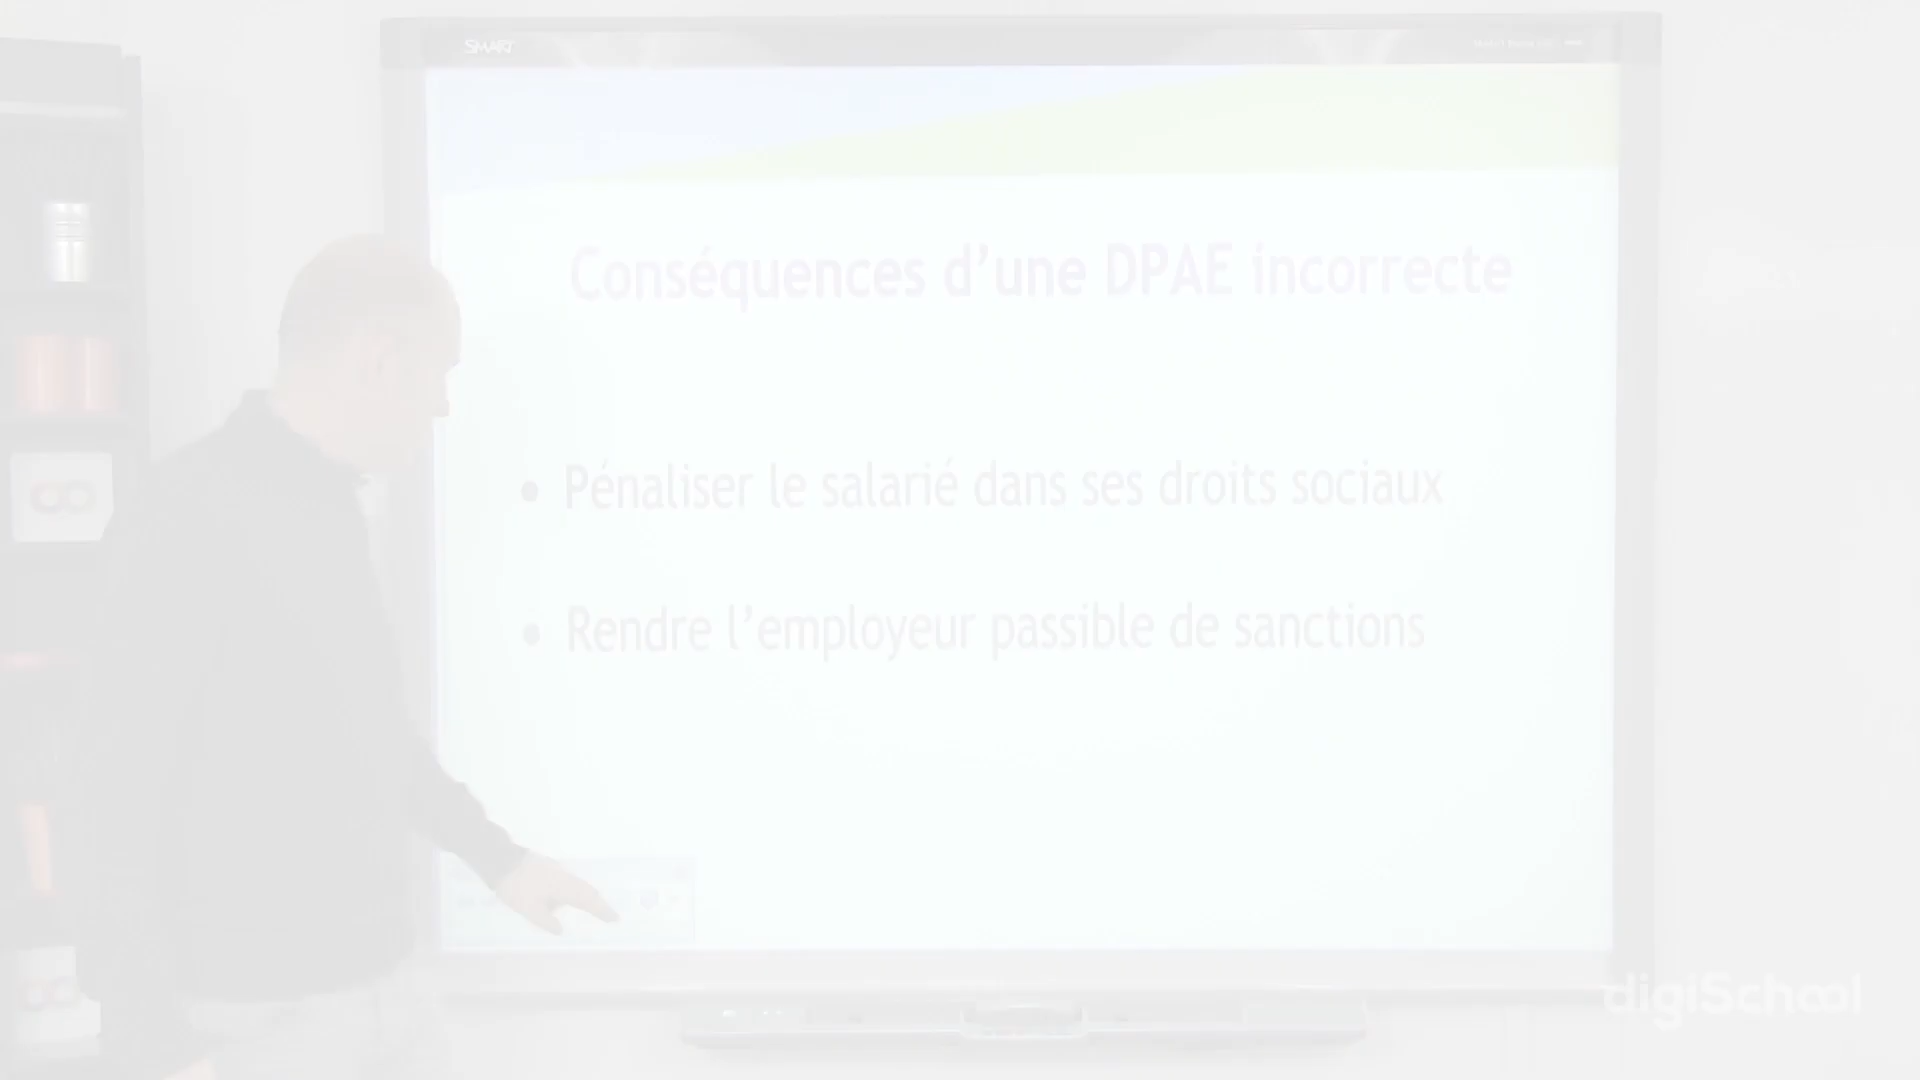 SMART
Conséquences d’une DPAE incorrecte
• Pénaliser le salarié dans ses droits sociaux
• Rendre l’employeur passible de sanctions
digiSchool